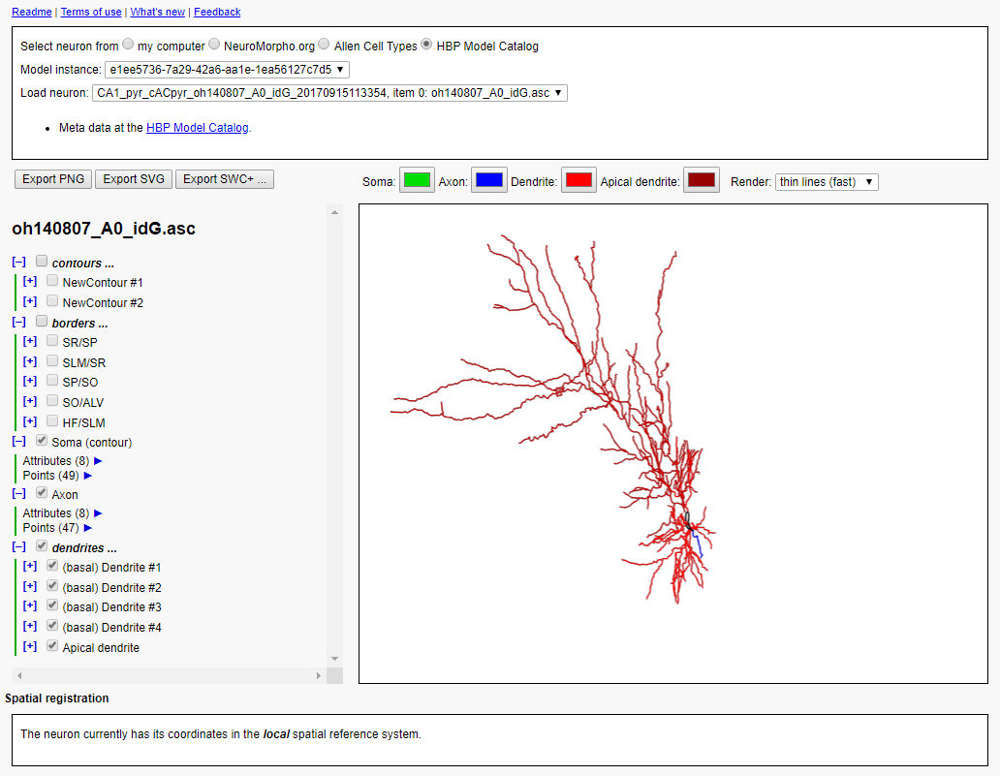 Readme | Terms of use | What's new | Feedback
Select neuron from my computer NeuroMorpho.org Allen Cell Types HBP Model Catalog
Model instance: e1ee5736-7a29-42a6-aa1e-1ea56127c7d5 ▼
Load neuron: CA1_pyr_cACpyr_oh140807_A0_idG_20170915113354, item 0: oh140807_A0_idG.asc ▼
• Meta data at the HBP Model Catalog.
Export PNG Export SVG Export SWC+ ... Soma: Axon: Dendrite: Apical dendrite: Render: thin lines (fast) ▼
oh140807_A0_idG.asc
[–] contours ...
[+] NewContour #1
[+] NewContour #2
[–] borders ...
[+] SR/SP
[+] SLM/SR
[+] SP/SO
[+] SO/ALV
[+] HF/SLM
[–] Soma (contour)
Attributes (8) ►
Points (49) ►
[–] Axon
Attributes (8) ►
Points (47) ►
[–] dendrites ...
[+] (basal) Dendrite #1
[+] (basal) Dendrite #2
[+] (basal) Dendrite #3
[+] (basal) Dendrite #4
[+] Apical dendrite
Spatial registration
The neuron currently has its coordinates in the local spatial reference system.